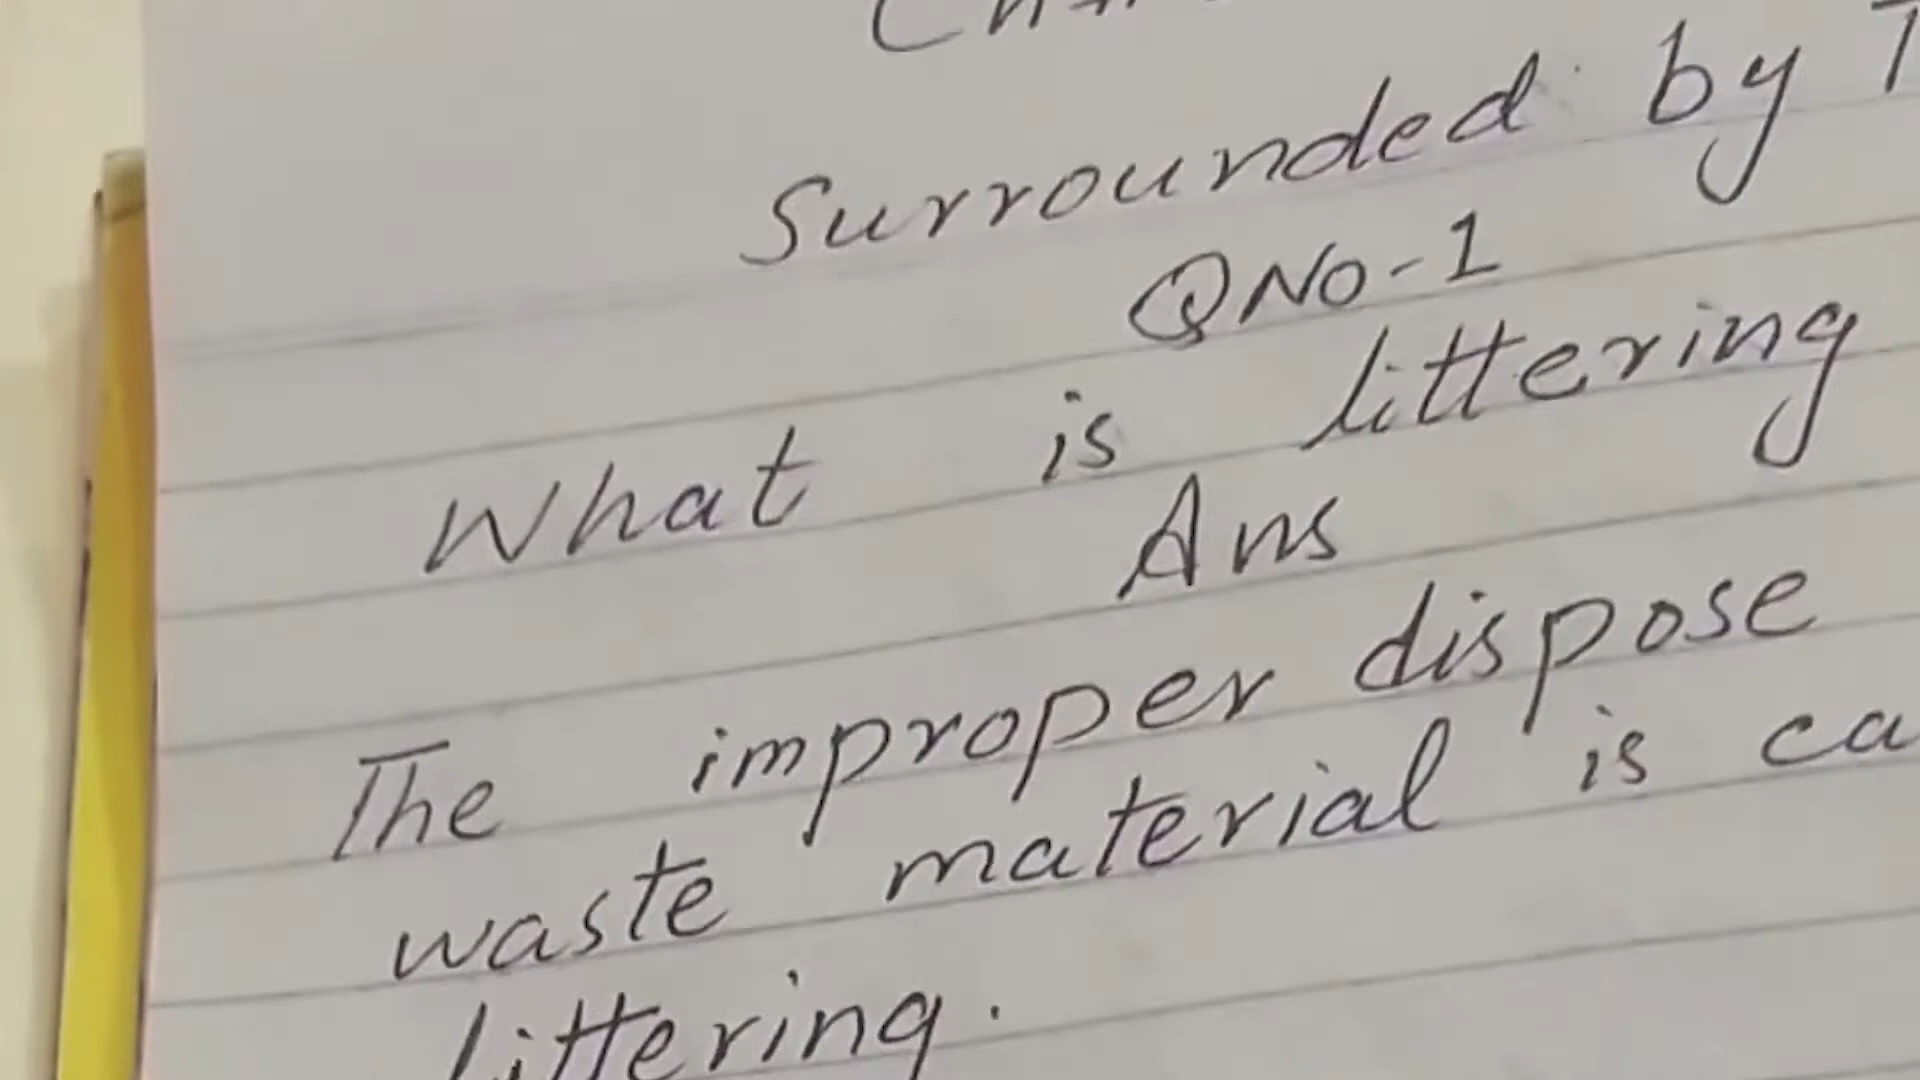 Surrounded by
QNo-1
What is littering
Ans
The improper dispose
waste material is
littering.